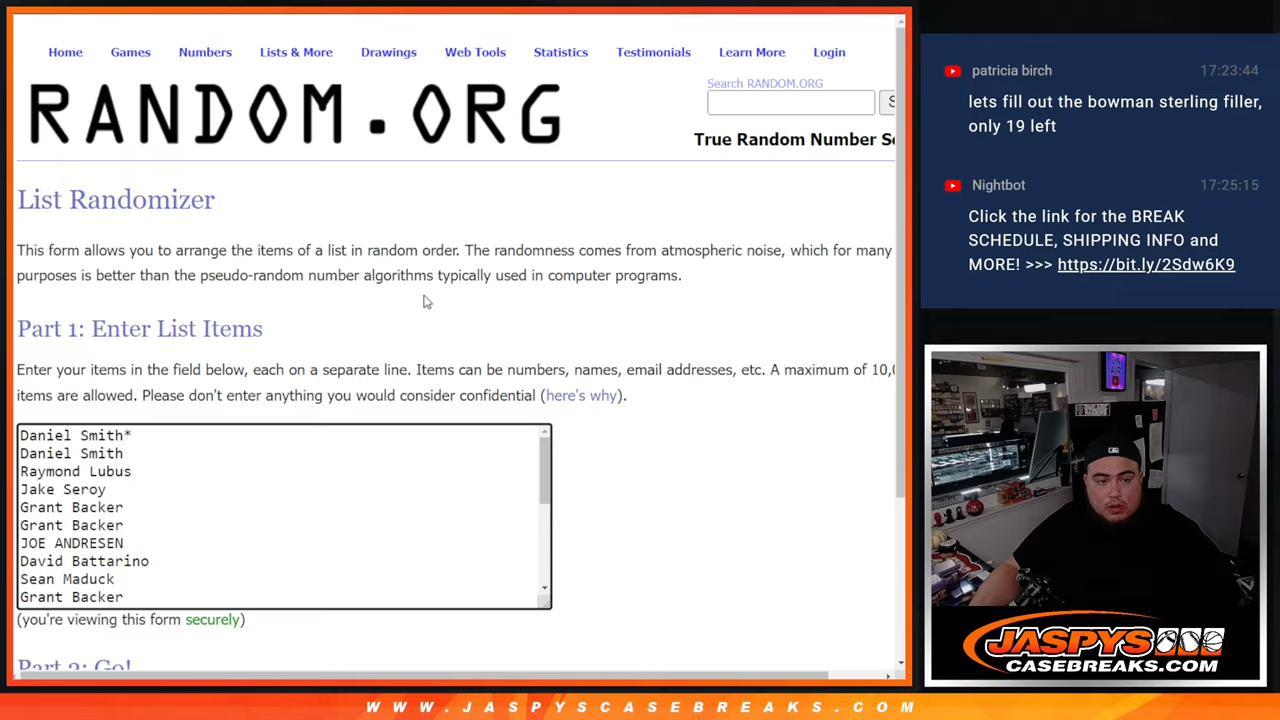 Home Games Numbers Lists & More Drawings Web Tools Statistics Testimonials Learn More Login
RANDOM.ORG
Search RANDOM.ORG
True Random Number Se
List Randomizer
This form allows you to arrange the items of a list in random order. The randomness comes from atmospheric noise, which for many
purposes is better than the pseudo-random number algorithms typically used in computer programs.
Part 1: Enter List Items
Enter your items in the field below, each on a separate line. Items can be numbers, names, email addresses, etc. A maximum of 10,0
items are allowed. Please don't enter anything you would consider confidential (here's why).
Daniel Smith*
Daniel Smith
Raymond Lubus
Jake Seroy
Grant Backer
Grant Backer
JOE ANDRESEN
David Battarino
Sean Maduck
Grant Backer
(you're viewing this form securely)
Part 2: Go!
patricia birch 17:23:44
lets fill out the bowman sterling filler,
only 19 left
Nightbot 17:25:15
Click the link for the BREAK
SCHEDULE, SHIPPING INFO and
MORE! >>> https://bit.ly/2Sdw6K9
ON
AIR
JASPYS
CASEBREAKS.COM
WWW.JASPYSCASEBREAKS.COM